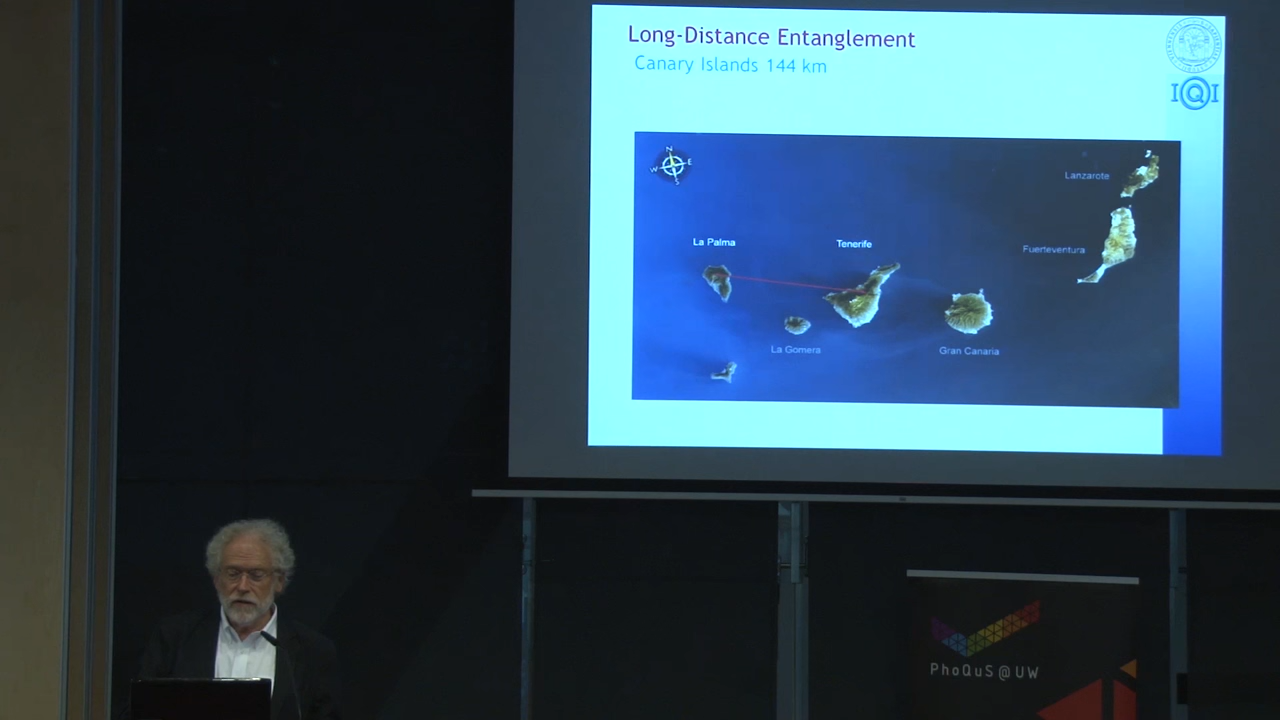 Long-Distance Entanglement
Canary Islands 144 km
IQI
N
W E
S
Lanzarote
La Palma
Tenerife
Fuerteventura
La Gomera
Gran Canaria
PhoQuS@UW